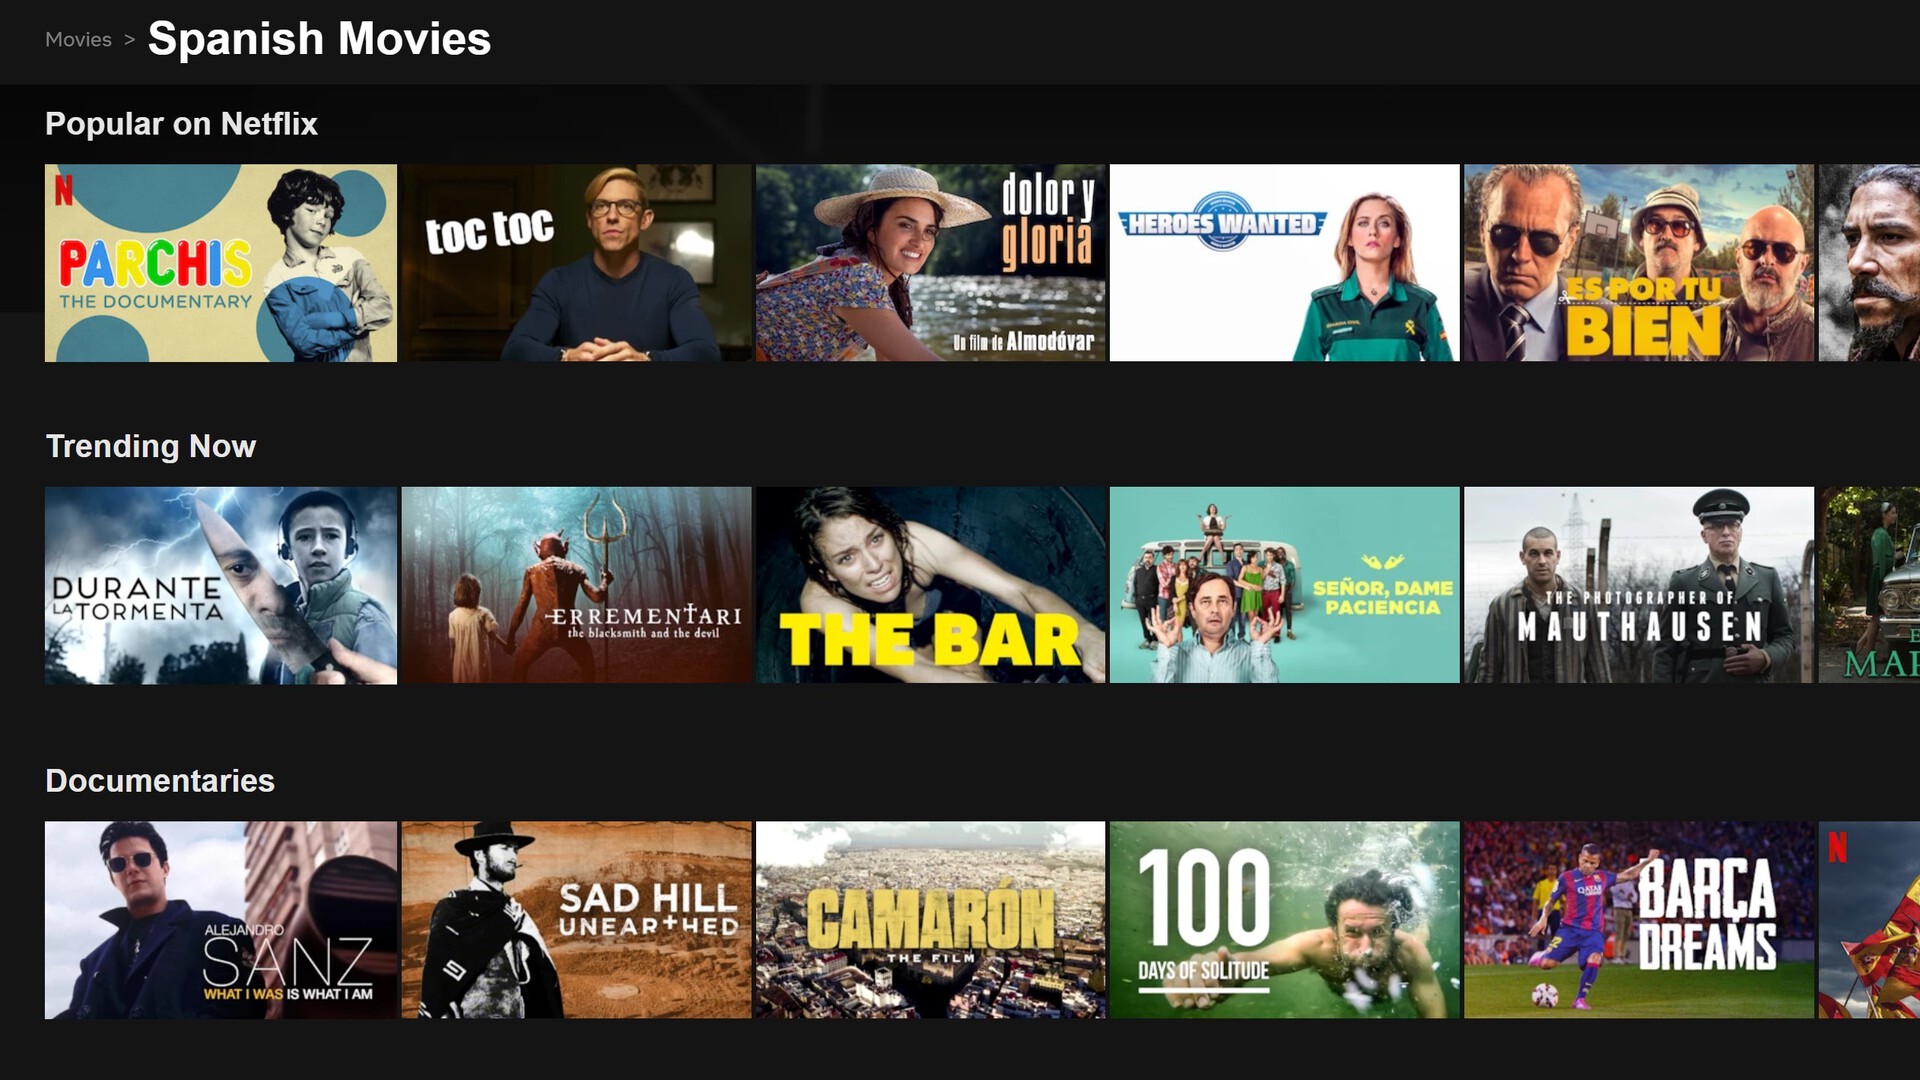 Movies > Spanish Movies
Popular on Netflix
N
PARCHIS
THE DOCUMENTARY
toc toc
dolor y
gloria
Un film de Almodóvar
HEROES WANTED
ES POR TU
BIEN
Trending Now
DURANTE
LA TORMENTA
ERREMENTARI
the blacksmith and the devil
THE BAR
SEÑOR, DAME
PACIENCIA
THE PHOTOGRAPHER OF
MAUTHAUSEN
Documentaries
ALEJANDRO
SANZ
WHAT I WAS IS WHAT I AM
SAD HILL
UNEARTHED
CAMARÓN
THE FILM
100
DAYS OF SOLITUDE
BARÇA
DREAMS
N